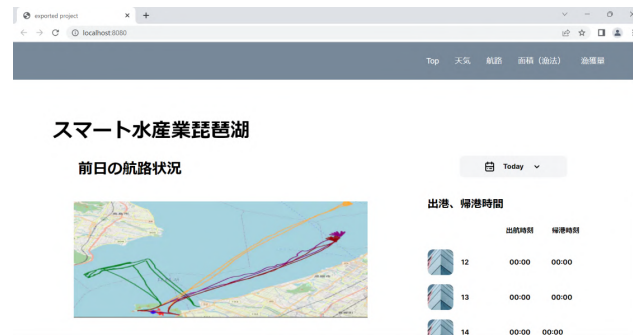 exported project
localhost:8080
Top 天気 航路 面積（漁法） 漁獲量
スマート水産業琵琶湖
前日の航路状況
Today
出港、帰港時間
出航時刻 帰港時刻
12 00:00 00:00
13 00:00 00:00
14 00:00 00:00